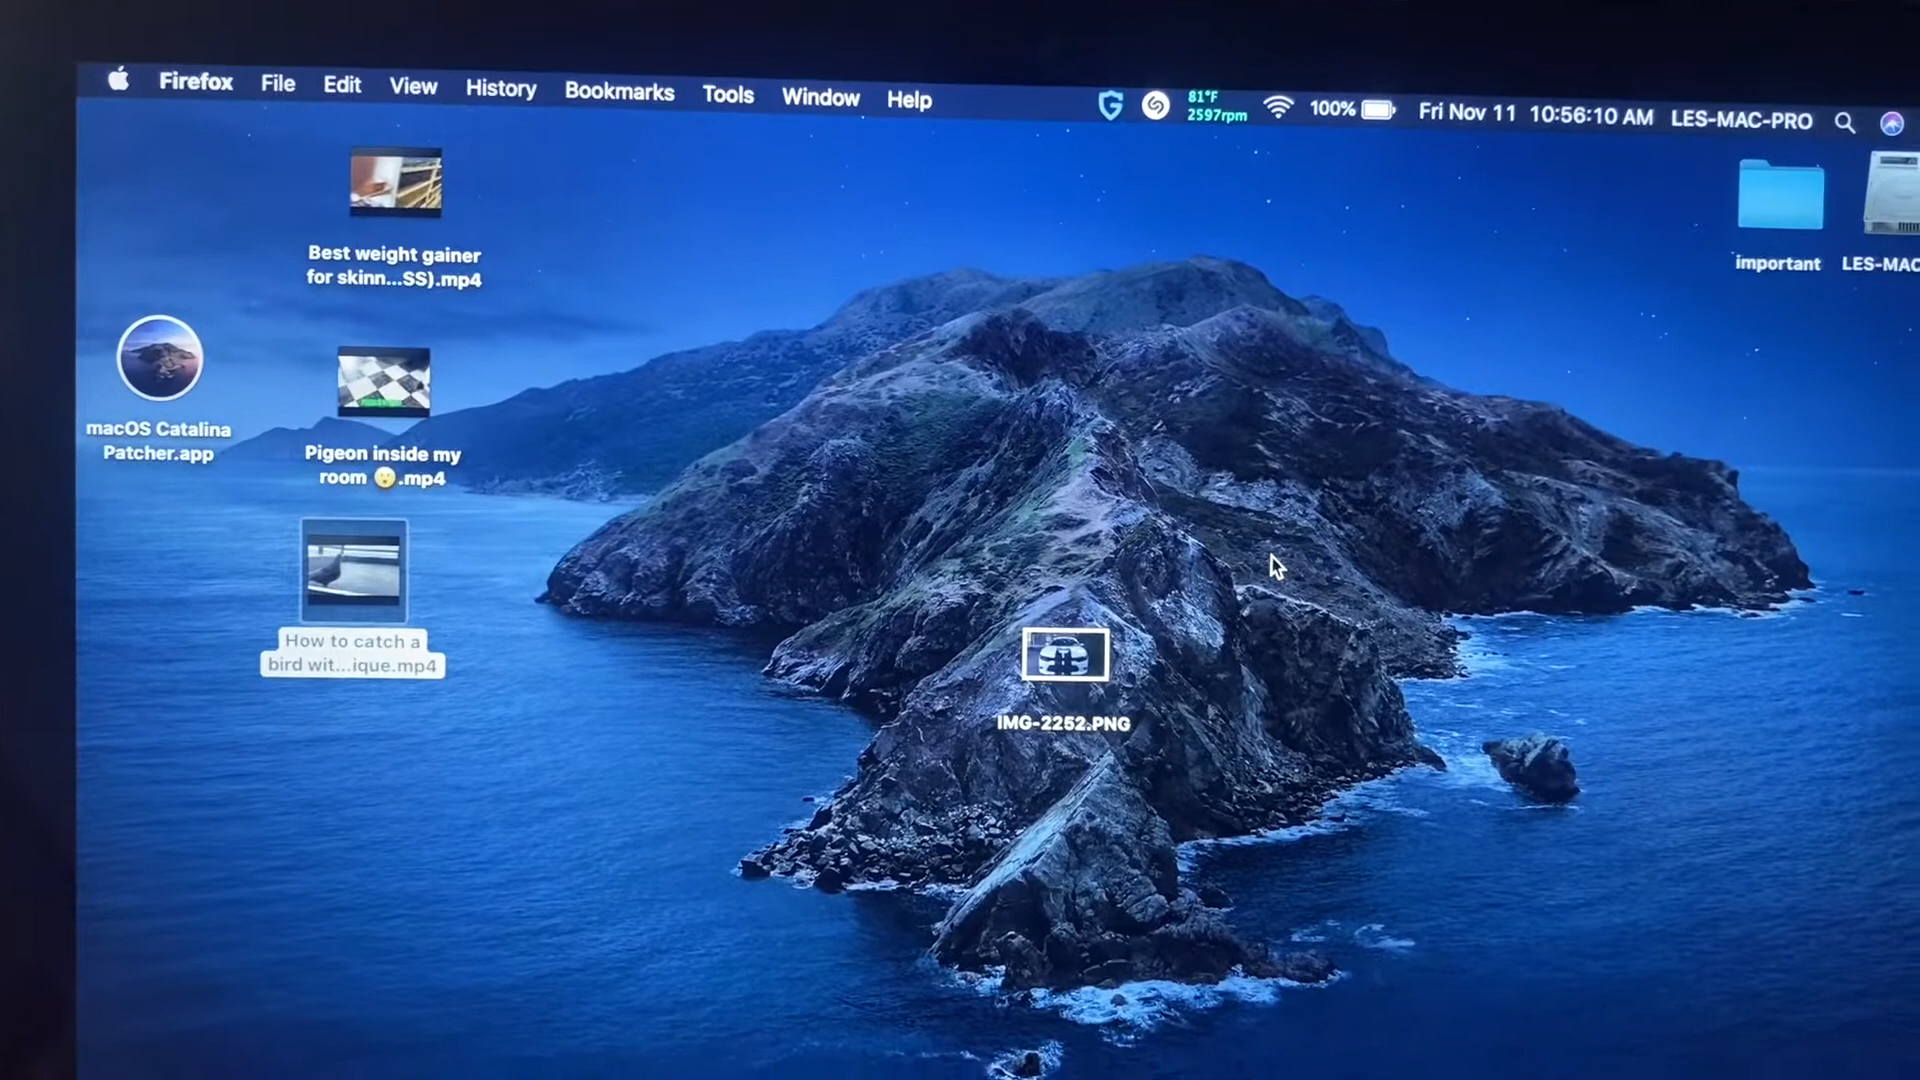 Firefox File Edit View History Bookmarks Tools Window Help
81°F
2597rpm
100% Fri Nov 11 10:56:10 AM LES-MAC-PRO
Best weight gainer
for skinn...SS).mp4
macOS Catalina
Patcher.app
Pigeon inside my
room 😯.mp4
How to catch a
bird wit...ique.mp4
IMG-2252.PNG
important
LES-MAC